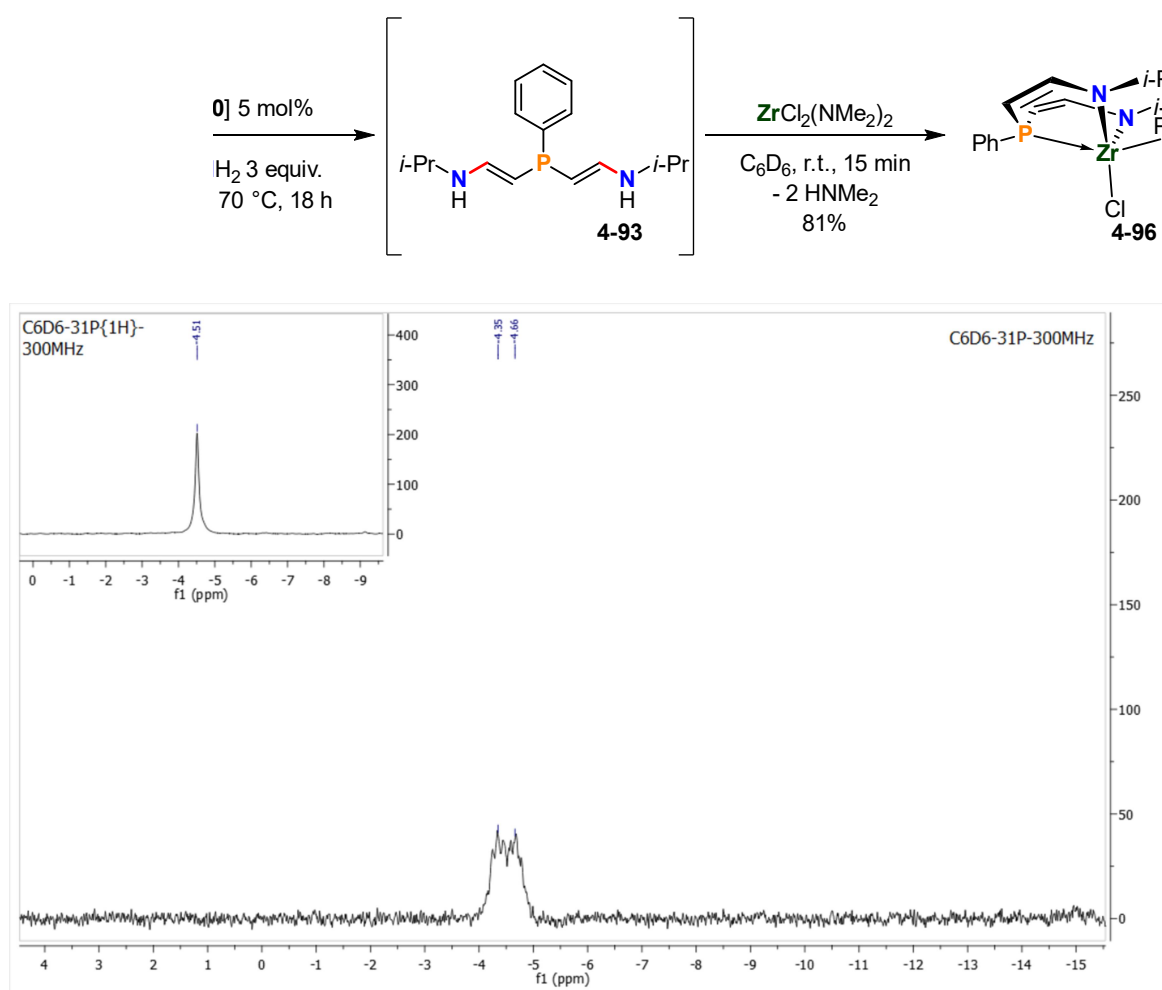 0] 5 mol%
H₂ 3 equiv.
70 °C, 18 h
i-Pr
N
H
P
N
H
i-Pr
4-93
ZrCl₂(NMe₂)₂
C₆D₆, r.t., 15 min
- 2 HNMe₂
81%
N
i-P
N
i-
P
Ph
P
Zr
Cl
4-96
C6D6-31P{1H}-
300MHz
-4.51
400
300
200
100
0
0 -1 -2 -3 -4 -5 -6 -7 -8 -9
f1 (ppm)
-4.35
-4.66
C6D6-31P-300MHz
250
200
150
100
50
0
4 3 2 1 0 -1 -2 -3 -4 -5 -6 -7 -8 -9 -10 -11 -12 -13 -14 -15
f1 (ppm)